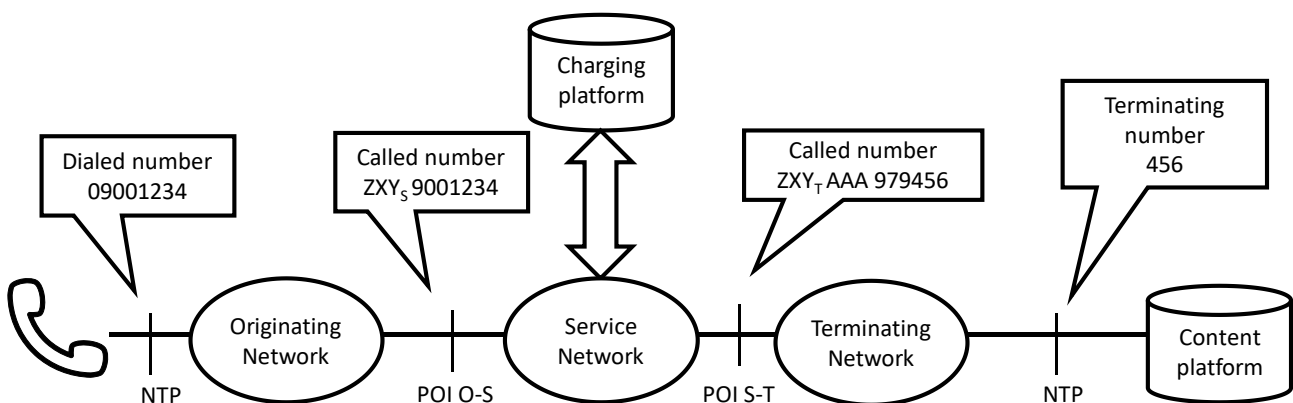 Charging
platform
Dialed number
09001234
Called number
ZXYS 9001234
Called number
ZXYT AAA 979456
Terminating
number
456
Originating
Network
Service
Network
Terminating
Network
Content
platform
NTP
POI O-S
POI S-T
NTP